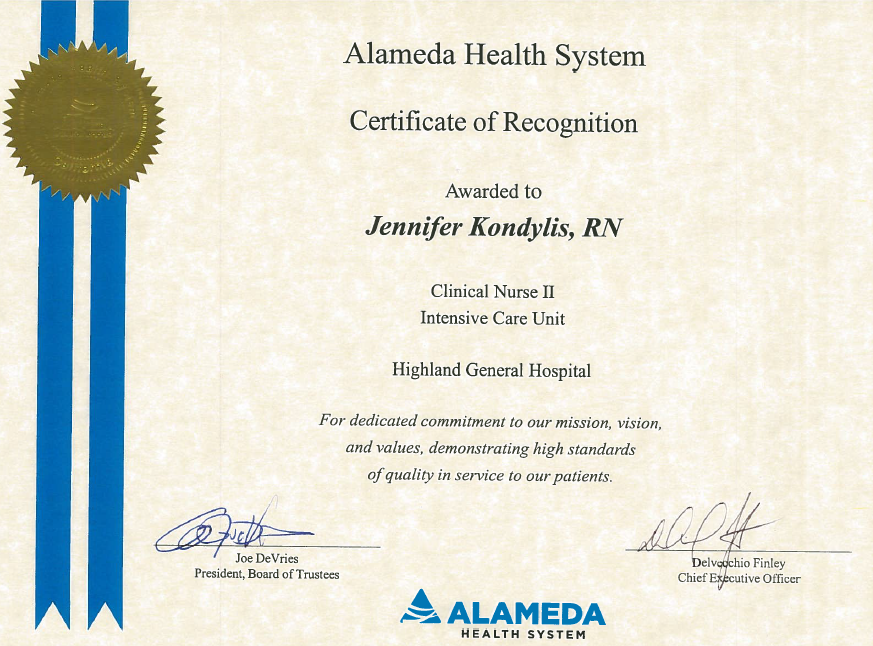 Alameda Health System
Certificate of Recognition
Awarded to
Jennifer Kondylis, RN
Clinical Nurse II
Intensive Care Unit
Highland General Hospital
For dedicated commitment to our mission, vision,
and values, demonstrating high standards
of quality in service to our patients.
Joe DeVries
President, Board of Trustees
Delvecchio Finley
Chief Executive Officer
ALAMEDA
HEALTH SYSTEM